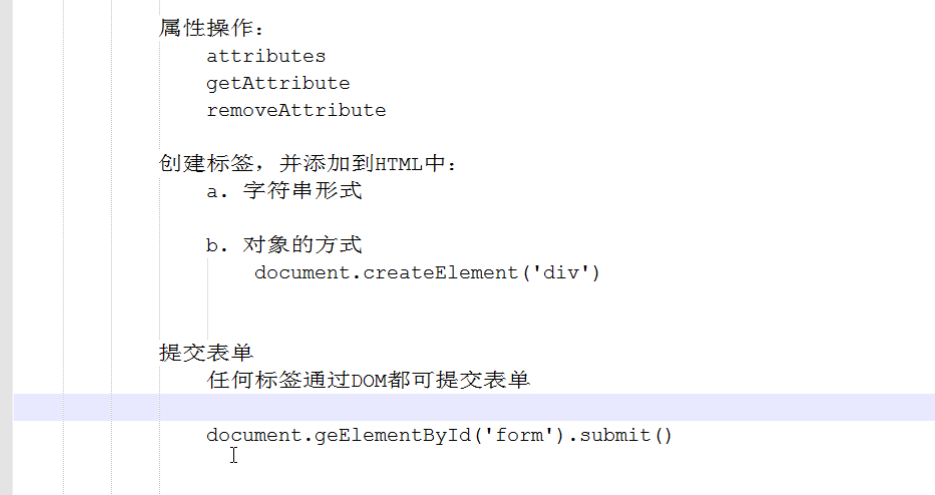 属性操作：
attributes
getAttribute
removeAttribute
创建标签，并添加到HTML中：
a. 字符串形式
b. 对象的方式
document.createElement('div')
提交表单
任何标签通过DOM都可提交表单
document.geElementById('form').submit()